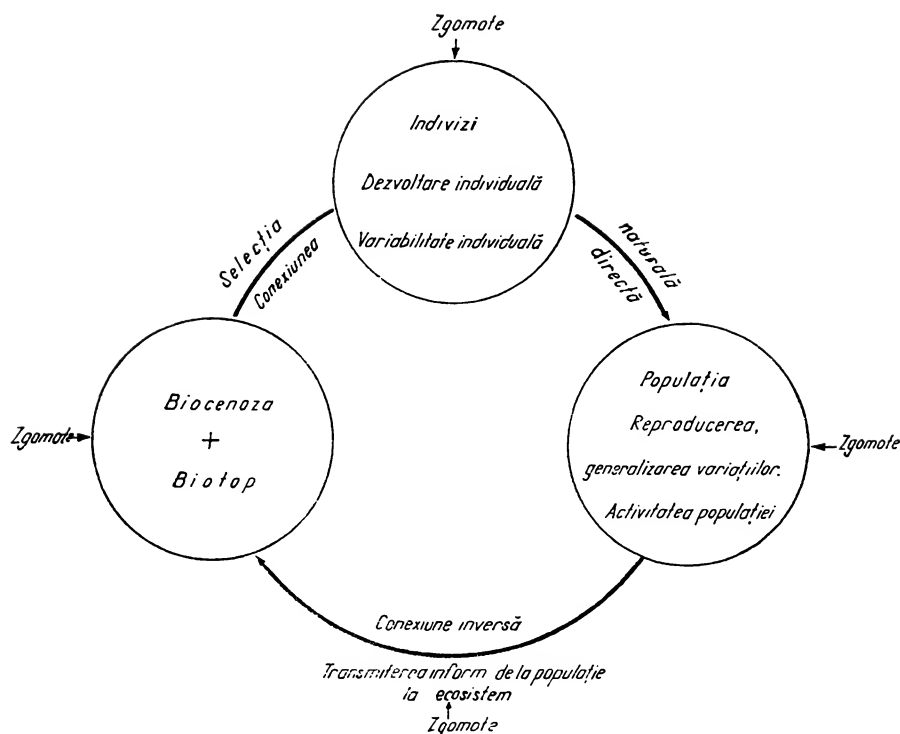 Zgomote
Indivizi
Dezvoltare individuală
Variabilitate individuală
Selecția
Conexiunea
naturală
directă
Biocenoza
+
Biotop
Zgomote
Populația
Reproducerea,
generalizarea variațiilor.
Activitatea populației
Zgomote
Conexiune inversă
Transmiterea inform de la populație
la ecosistem
Zgomote